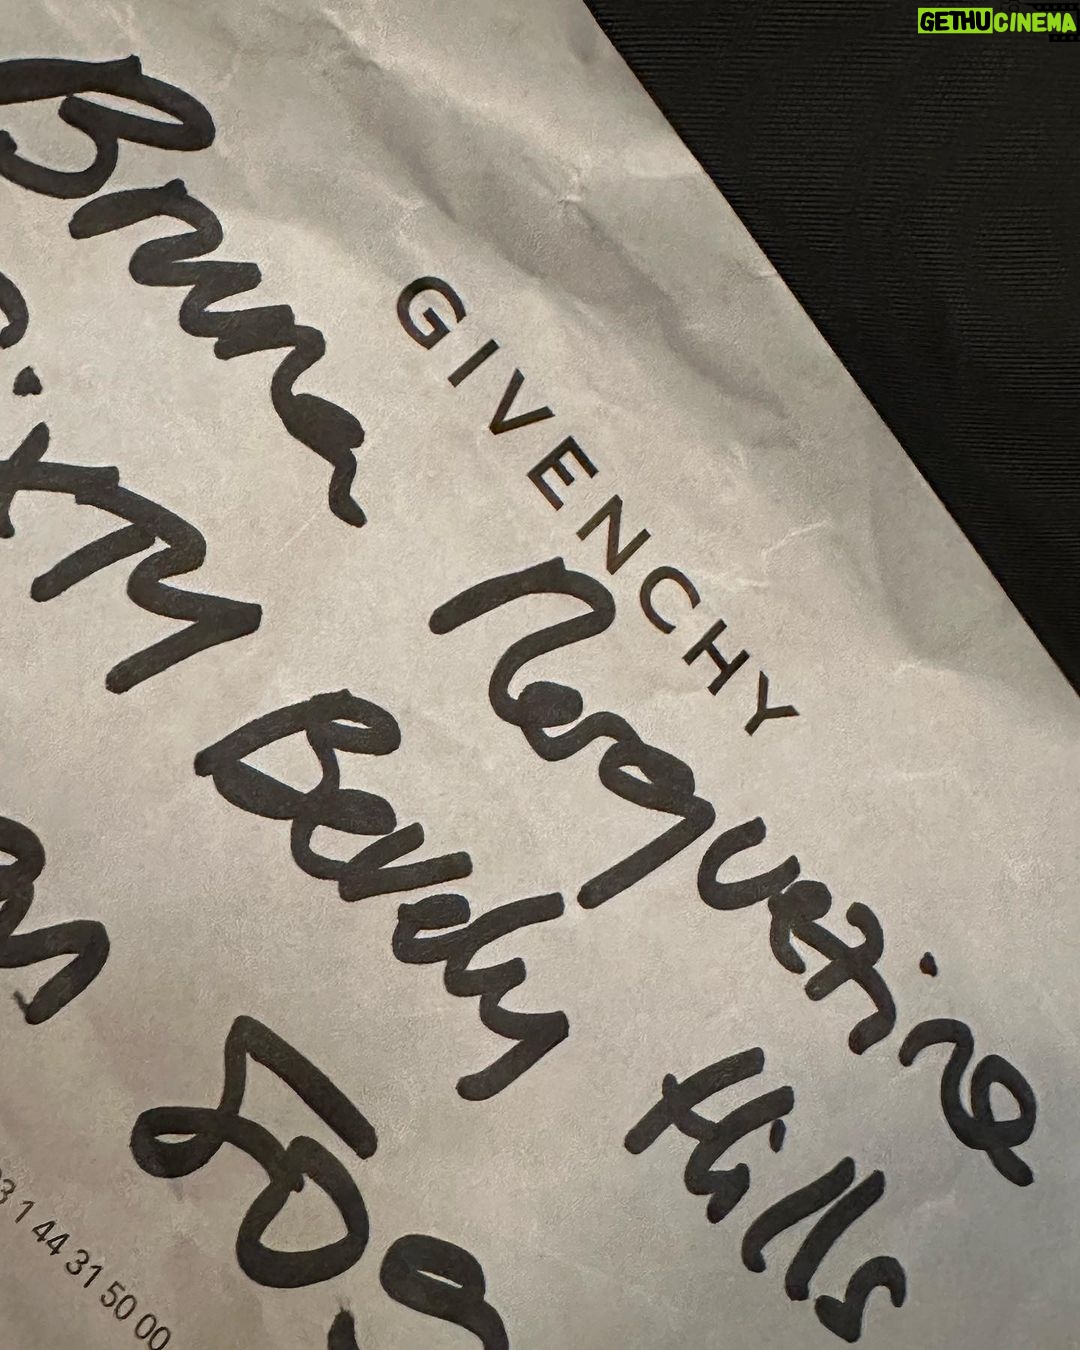 GETHUCINEMA
GIVENCHY
Bruna Marquezine
Beverly Hills
3 1 44 31 50 00